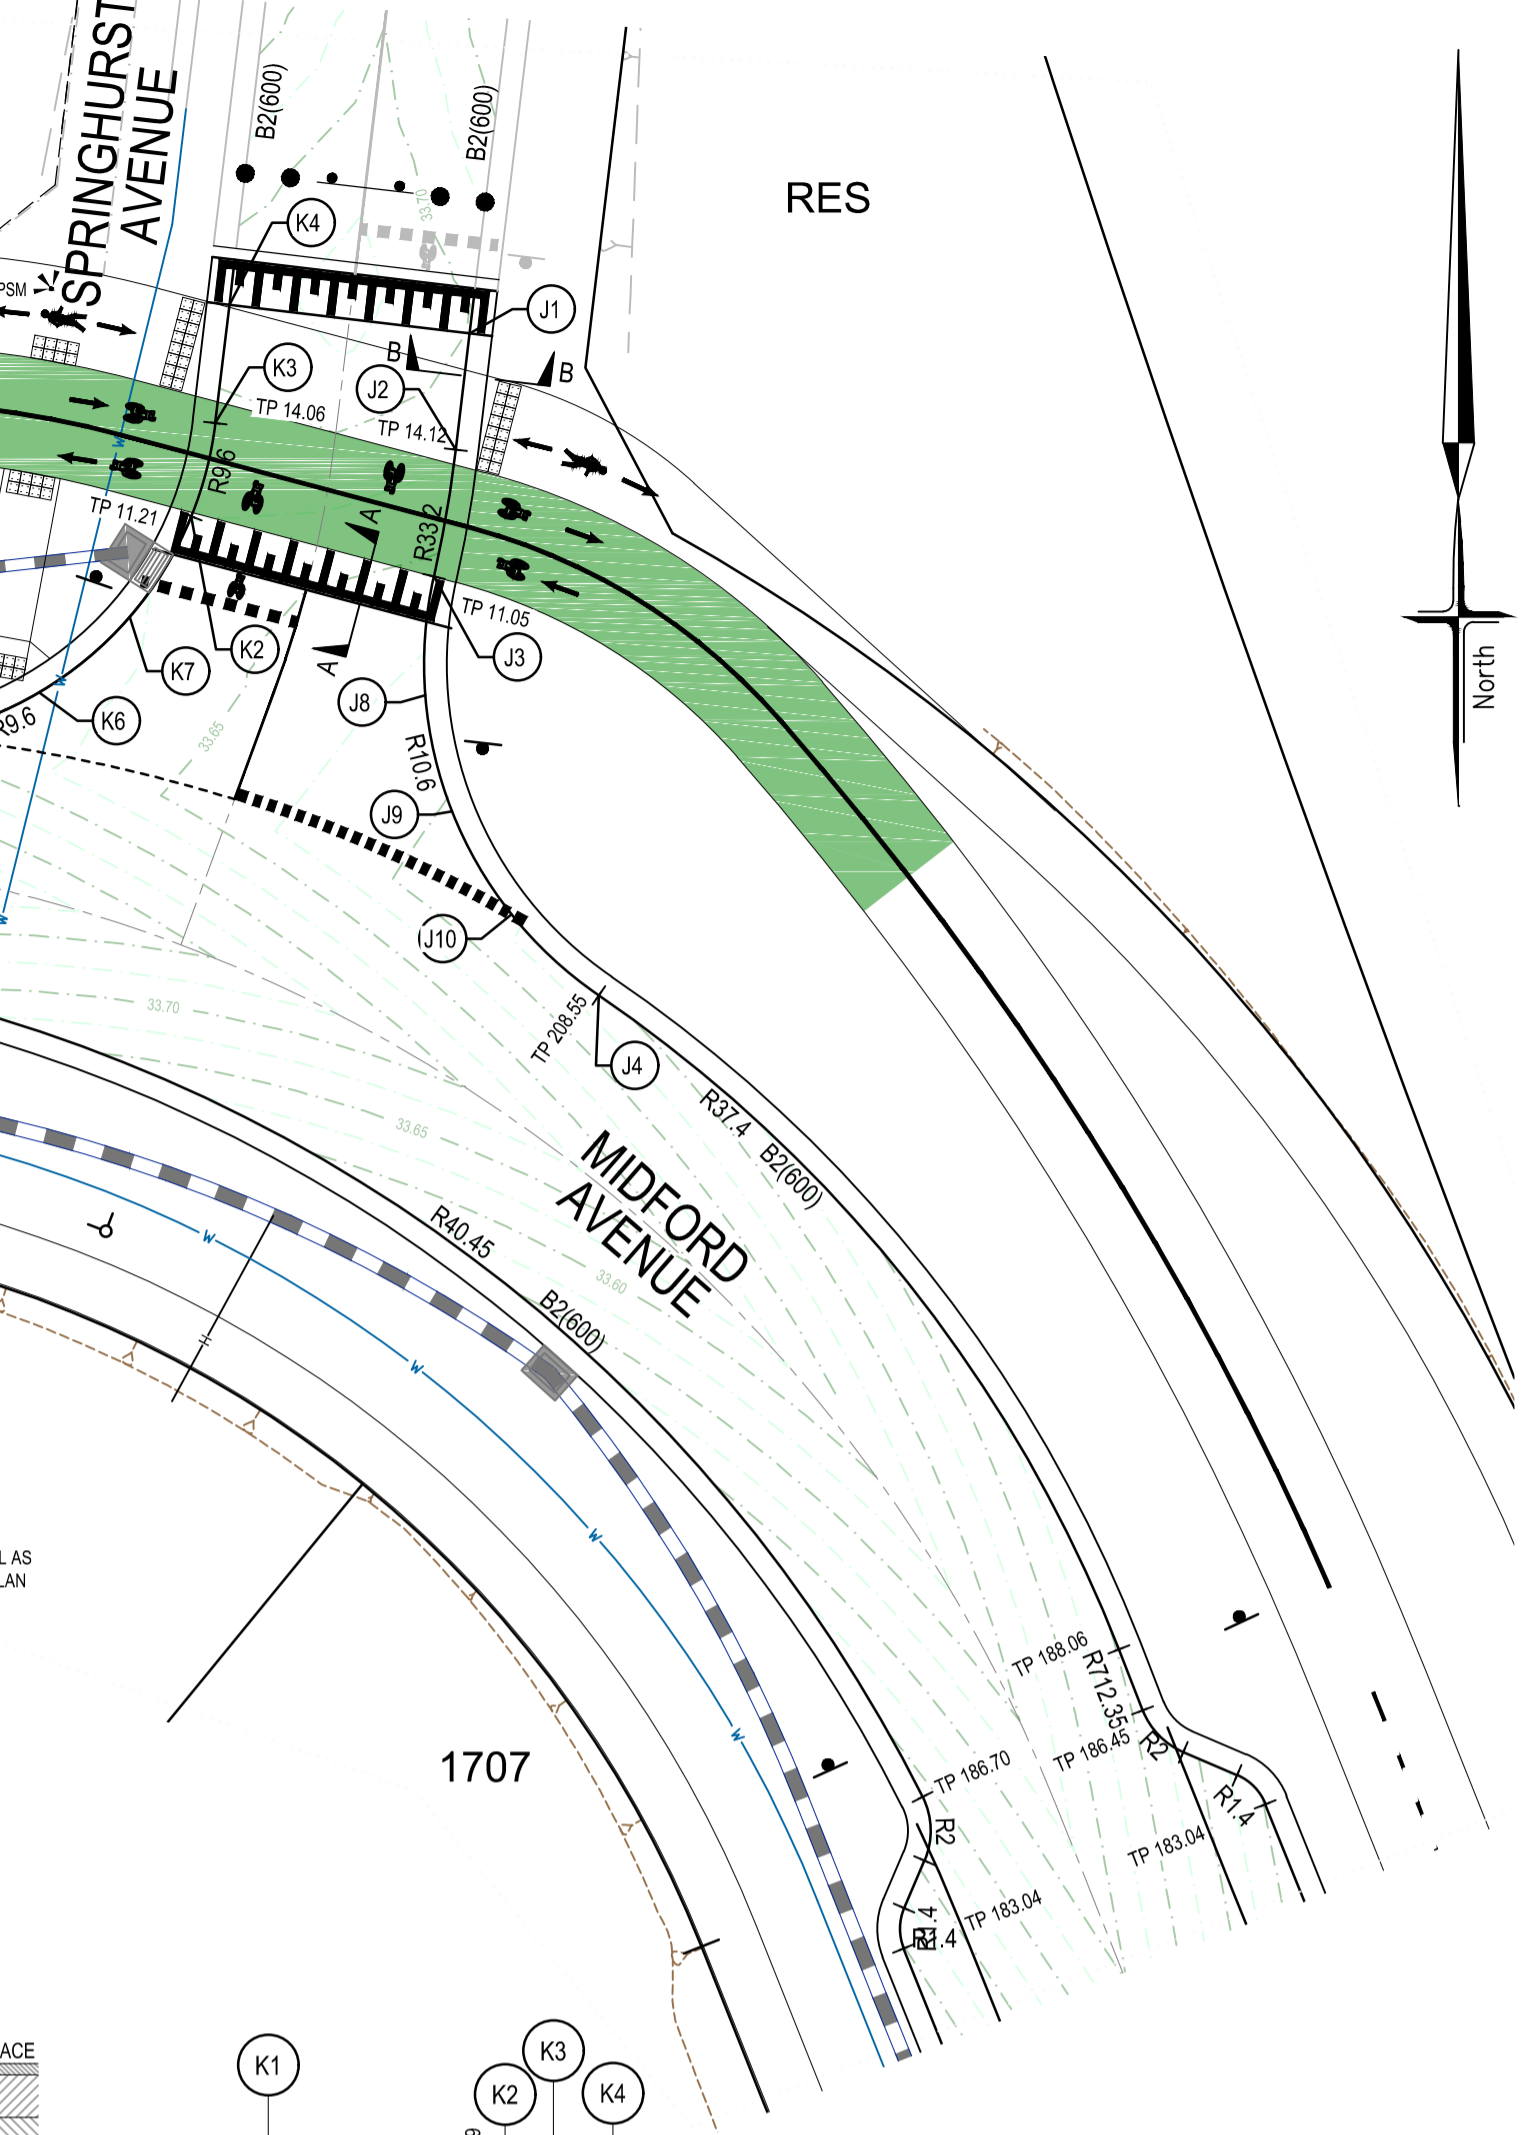 SPRINGHURST
AVENUE
B2(600)
B2(600)
RES
K4
33.70
PSM
J1
B
B
K3
J2
TP 14.06
TP 14.12
W
R9.6
A
R33.2
TP 11.21
TP 11.05
K2
J3
A
K7
J8
W
K6
R9.6
33.65
North
R10.6
J9
W
J10
33.70
TP 208.55
J4
R37.4
B2(600)
33.65
MIDFORD
AVENUE
R40.45
33.60
W
B2(600)
H
W
W
L AS
LAN
TP 188.06
R712.35
W
TP 186.45
R2
TP 186.70
R1.4
1707
R2
TP 183.04
TP 183.04
R1.4
ACE
K1
K3
K2
K4